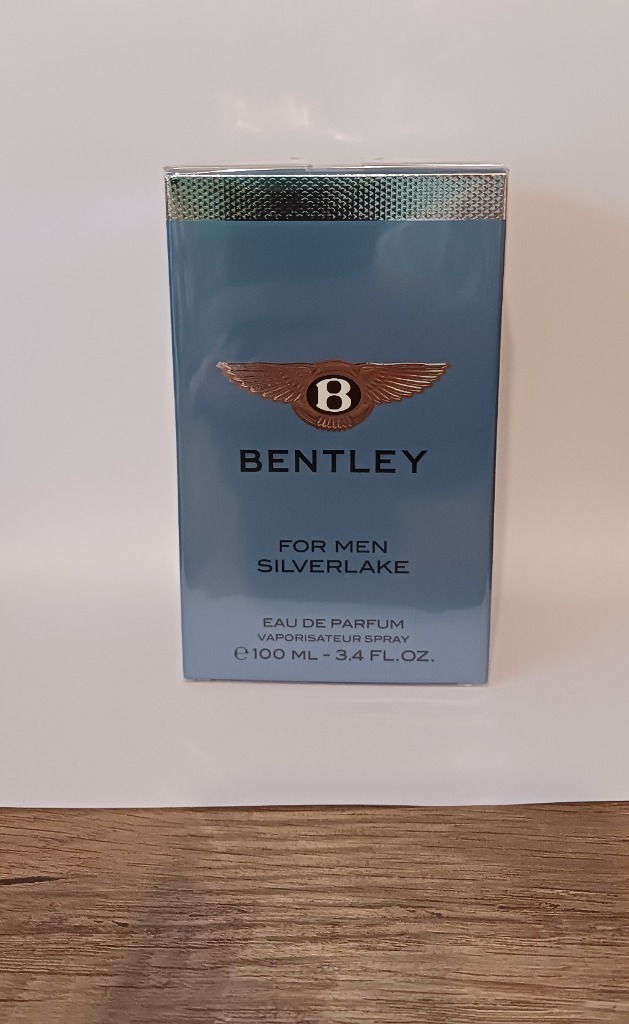 B
BENTLEY
FOR MEN
SILVERLAKE
EAU DE PARFUM
VAPORISATEUR SPRAY
℮ 100 ML - 3.4 FL.OZ.